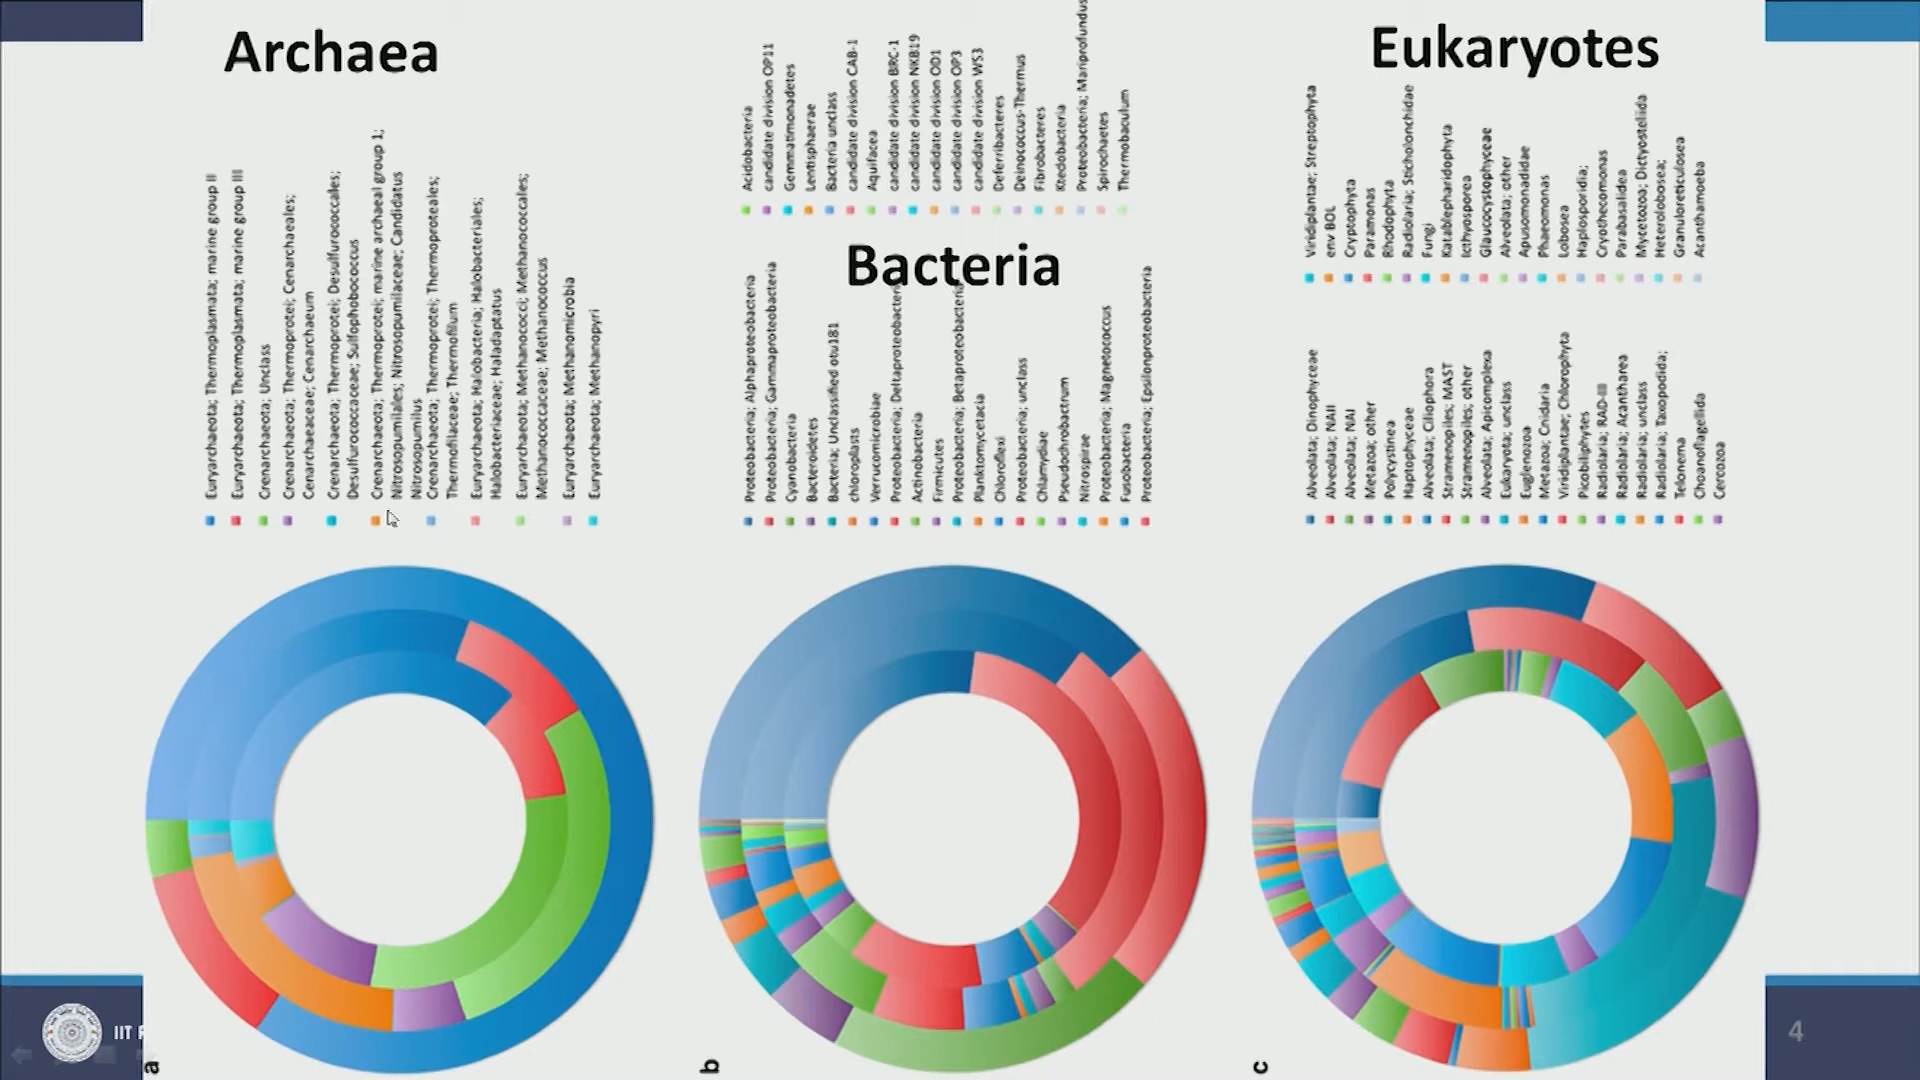 Archaea
Euryarchaeota; Thermoplasmata; marine group II
Euryarchaeota; Thermoplasmata; marine group III
Crenarchaeota; Unclass
Crenarchaeota; Thermoprotei; Cenarchaeales;
Cenarchaeaceae; Cenarchaeum
Crenarchaeota; Thermoprotei; Desulfurococcales;
Desulfurococcaceae; Sulfophobococcus
Crenarchaeota; Thermoprotei; marine archaeal group 1;
Nitrosopumilales; Nitrosopumilaceae; Candidatus
Nitrosopumilus
Crenarchaeota; Thermoprotei; Thermoproteales;
Thermofilaceae; Thermofilum
Euryarchaeota; Halobacteria; Halobacteriales;
Halobacteriaceae; Haladaptatus
Euryarchaeota; Methanococci; Methanococcales;
Methanococcaceae; Methanococcus
Euryarchaeota; Methanomicrobia
Euryarchaeota; Methanopyri
a
Acidobacteria
candidate division OP11
Gemmatimonadetes
Lentisphaerae
Bacteria unclass
candidate division CAB-1
Aquifacea
candidate division BRC-1
candidate division NKB19
candidate division OD1
candidate division OP3
candidate division WS3
Deferribacteres
Deinococcus-Thermus
Fibrobacteres
Ktedobacteria
Proteobacteria; Mariprofundus
Spirochaetes
Thermobaculum
Bacteria
Proteobacteria; Alphaproteobacteria
Proteobacteria; Gammaproteobacteria
Cyanobacteria
Bacteroidetes
Bacteria; Unclassified otu181
chloroplasts
Verrucomicrobiae
Proteobacteria; Deltaproteobacteri
Actinobacteria
Firmicutes
Proteobacteria; Betaproteobacteria
Planktomycetacia
Chloroflexi
Proteobacteria; unclass
Chlamydiae
Pseudochrobactrum
Nitrospirae
Proteobacteria; Magnetococcus
Fusobacteria
Proteobacteria; Epsilonproteobacteria
b
Eukaryotes
Viridiplantae; Streptophyta
env BOL
Cryptophyta
Paramonas
Rhodophyta
Radiolaria; Sticholonchidae
Fungi
Katablepharidophyta
Icthyosporea
Glaucocystophyceae
Alveolata; other
Apusomonadidae
Phaeomonas
Lobosea
Haplosporidia;
Cryothecomonas
Parabasalidea
Mycetozoa; Dictyosteliida
Heterolobosea;
Granuloreticulosea
Acanthamoeba
Alveolata; Dinophyceae
Alveolata; NAII
Alveolata; NAI
Metazoa; other
Polycystinea
Haptophyceae
Alveolata; Ciliophora
Stramenopiles; MAST
Stramenopiles; other
Alveolata; Apicomplexa
Eukaryota; unclass
Euglenozoa
Metazoa; Cnidaria
Viridiplantae; Chlorophyta
Picobiliphytes
Radiolaria; RAD-III
Radiolaria; Acantharea
Radiolaria; unclass
Radiolaria; Taxopodida;
Telonema
Choanoflagellida
Cercozoa
c
IIT
4